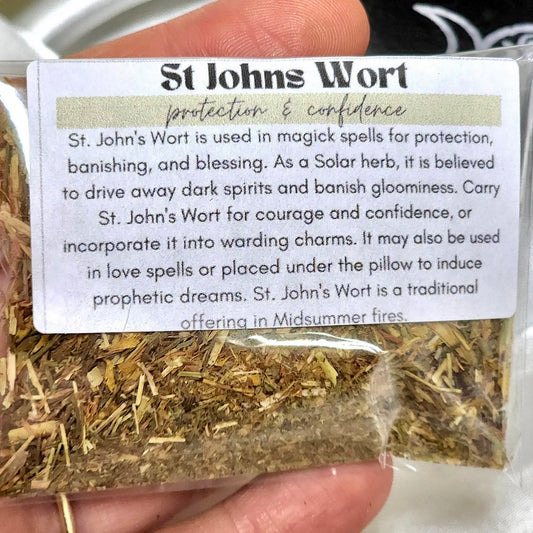 St Johns Wort
protection & confidence
St. John's Wort is used in magick spells for protection,
banishing, and blessing. As a Solar herb, it is believed
to drive away dark spirits and banish gloominess. Carry
St. John's Wort for courage and confidence, or
incorporate it into warding charms. It may also be used
in love spells or placed under the pillow to induce
prophetic dreams. St. John's Wort is a traditional
offering in Midsummer fires.